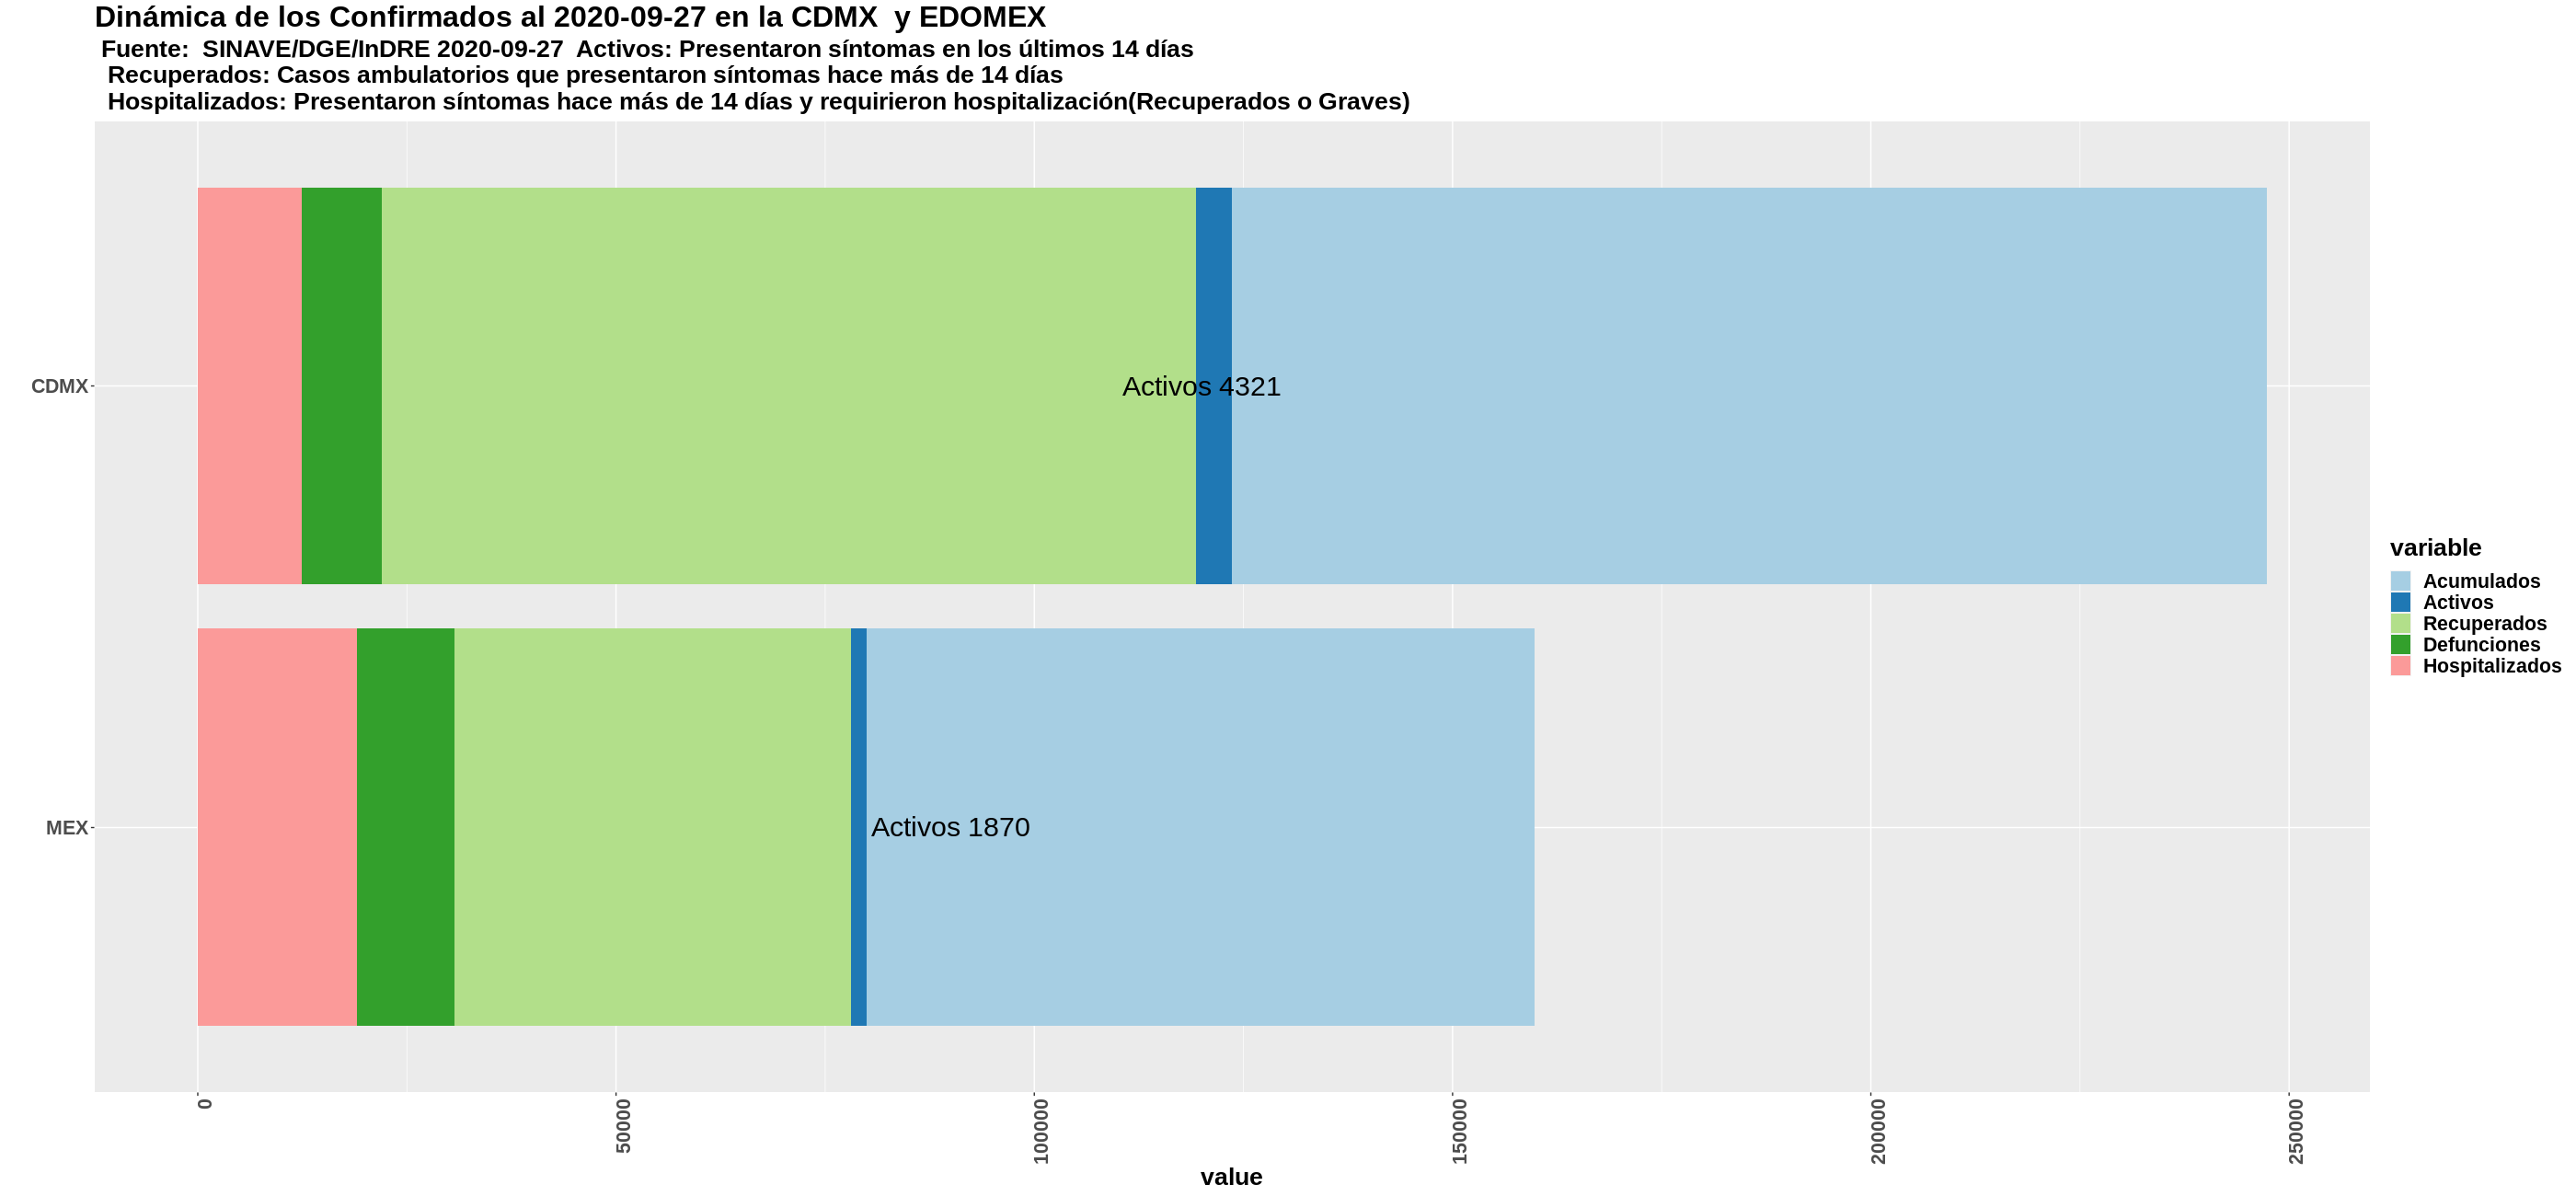 Dinámica de los Confirmados al 2020-09-27 en la CDMX  y EDOMEX
Fuente:  SINAVE/DGE/InDRE 2020-09-27  Activos: Presentaron síntomas en los últimos 14 días
Recuperados: Casos ambulatorios que presentaron síntomas hace más de 14 días
Hospitalizados: Presentaron síntomas hace más de 14 días y requirieron hospitalización(Recuperados o Graves)
CDMX
Activos 4321
MEX
Activos 1870
0
50000
100000
150000
200000
250000
value
variable
Acumulados
Activos
Recuperados
Defunciones
Hospitalizados